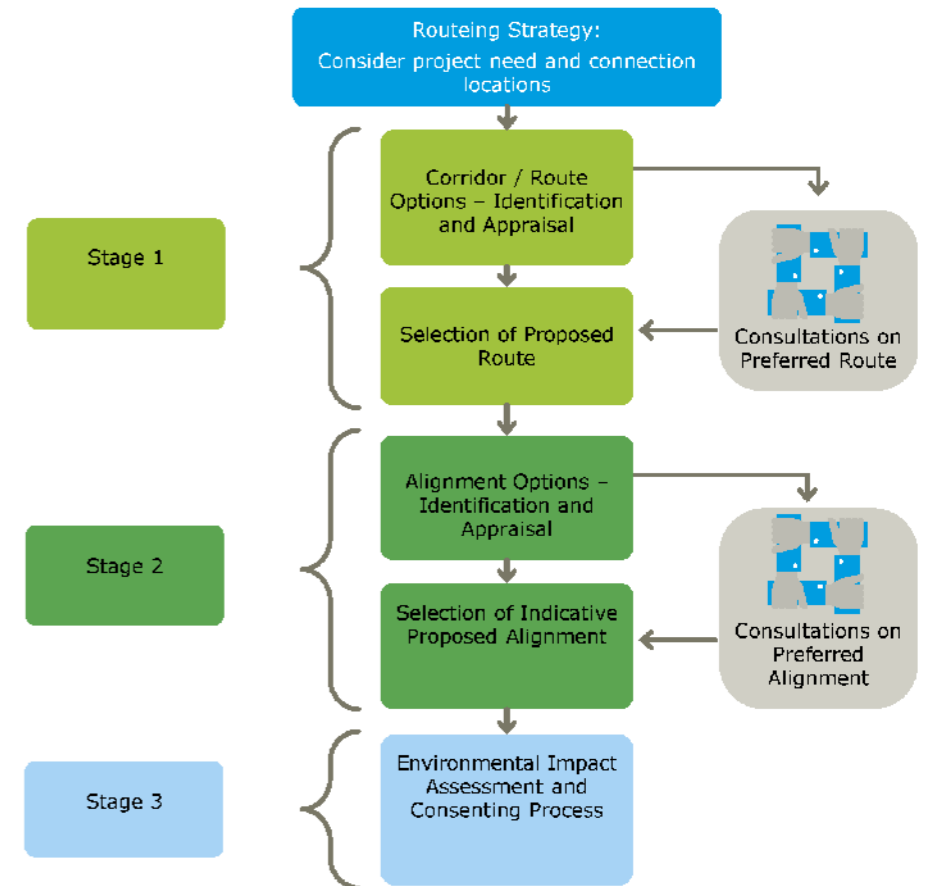 Routeing Strategy:
Consider project need and connection
locations
Corridor / Route
Options – Identification
and Appraisal
Stage 1
Selection of Proposed
Route
Consultations on
Preferred Route
Alignment Options –
Identification and
Appraisal
Stage 2
Selection of Indicative
Proposed Alignment
Consultations on
Preferred
Alignment
Environmental Impact
Assessment and
Consenting Process
Stage 3